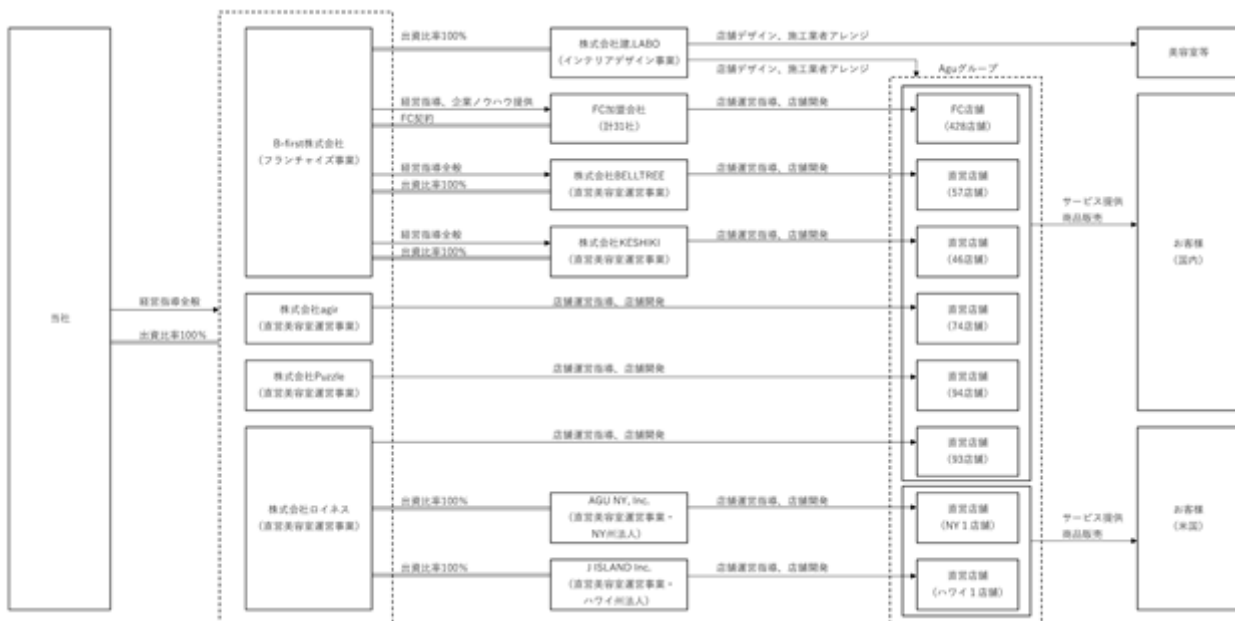 当社
経営指導全般
出資比率100%
B-first株式会社
(フランチャイズ事業)
株式会社agir
(直営美容室運営事業)
株式会社Puzzle
(直営美容室運営事業)
株式会社ロイネス
(直営美容室運営事業)
出資比率100%
経営指導、企業ノウハウ提供
FC契約
経営指導全般
出資比率100%
経営指導全般
出資比率100%
出資比率100%
出資比率100%
株式会社建.LABO
(インテリアデザイン事業)
FC加盟会社
(計31社)
株式会社BELLTREE
(直営美容室運営事業)
株式会社KESHIKI
(直営美容室運営事業)
AGU NY, Inc.
(直営美容室運営事業・
NY州法人)
J ISLAND Inc.
(直営美容室運営事業・
ハワイ州法人)
店舗デザイン、施工業者アレンジ
店舗デザイン、施工業者アレンジ
店舗運営指導、店舗開発
店舗運営指導、店舗開発
店舗運営指導、店舗開発
店舗運営指導、店舗開発
店舗運営指導、店舗開発
店舗運営指導、店舗開発
店舗運営指導、店舗開発
店舗運営指導、店舗開発
Aguグループ
FC店舗
(428店舗)
直営店舗
(57店舗)
直営店舗
(46店舗)
直営店舗
(74店舗)
直営店舗
(94店舗)
直営店舗
(93店舗)
直営店舗
(NY1店舗)
直営店舗
(ハワイ1店舗)
サービス提供
商品販売
サービス提供
商品販売
美容室等
お客様
(国内)
お客様
(米国)